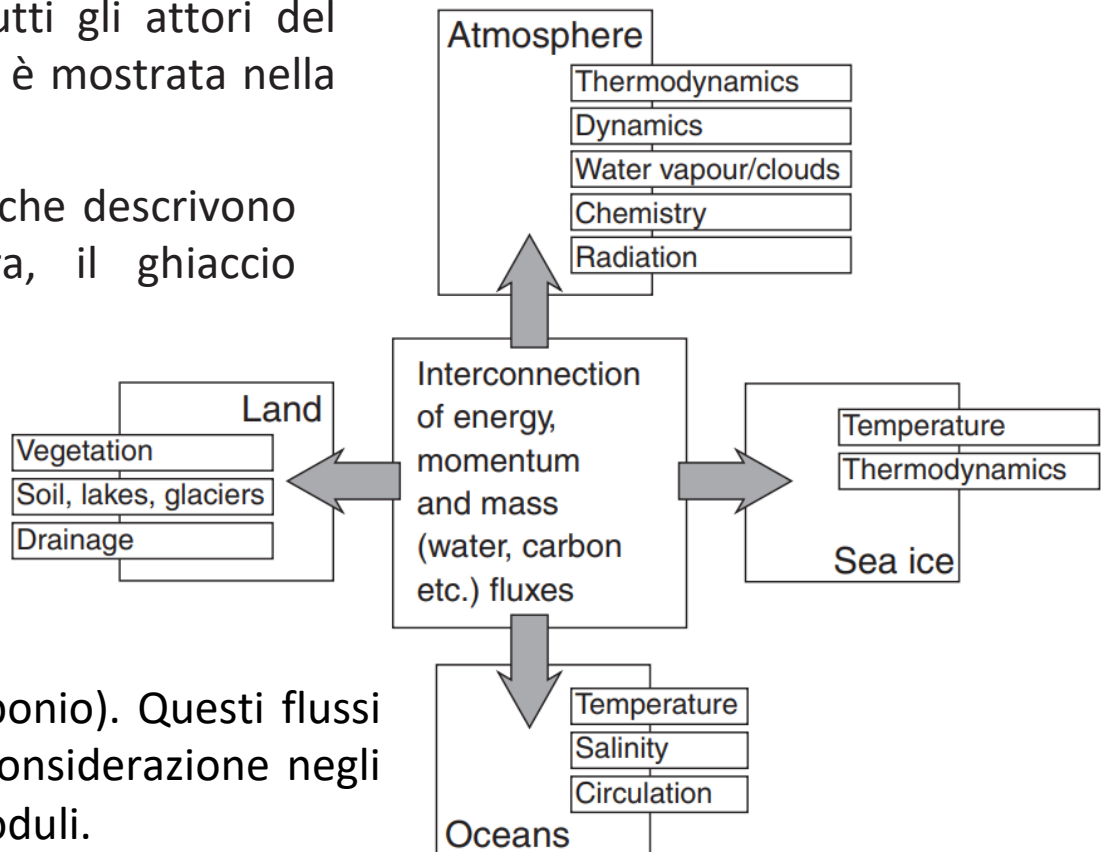 utti gli attori del
è mostrata nella
che descrivono
il ghiaccio
Atmosphere
Thermodynamics
Dynamics
Water vapour/clouds
Chemistry
Radiation
Land
Vegetation
Soil, lakes, glaciers
Drainage
Interconnection
of energy,
momentum
and mass
(water, carbon
etc.) fluxes
Temperature
Thermodynamics
Sea ice
Questi flussi
onsiderazione negli
oduli.
Temperature
Salinity
Circulation
Oceans